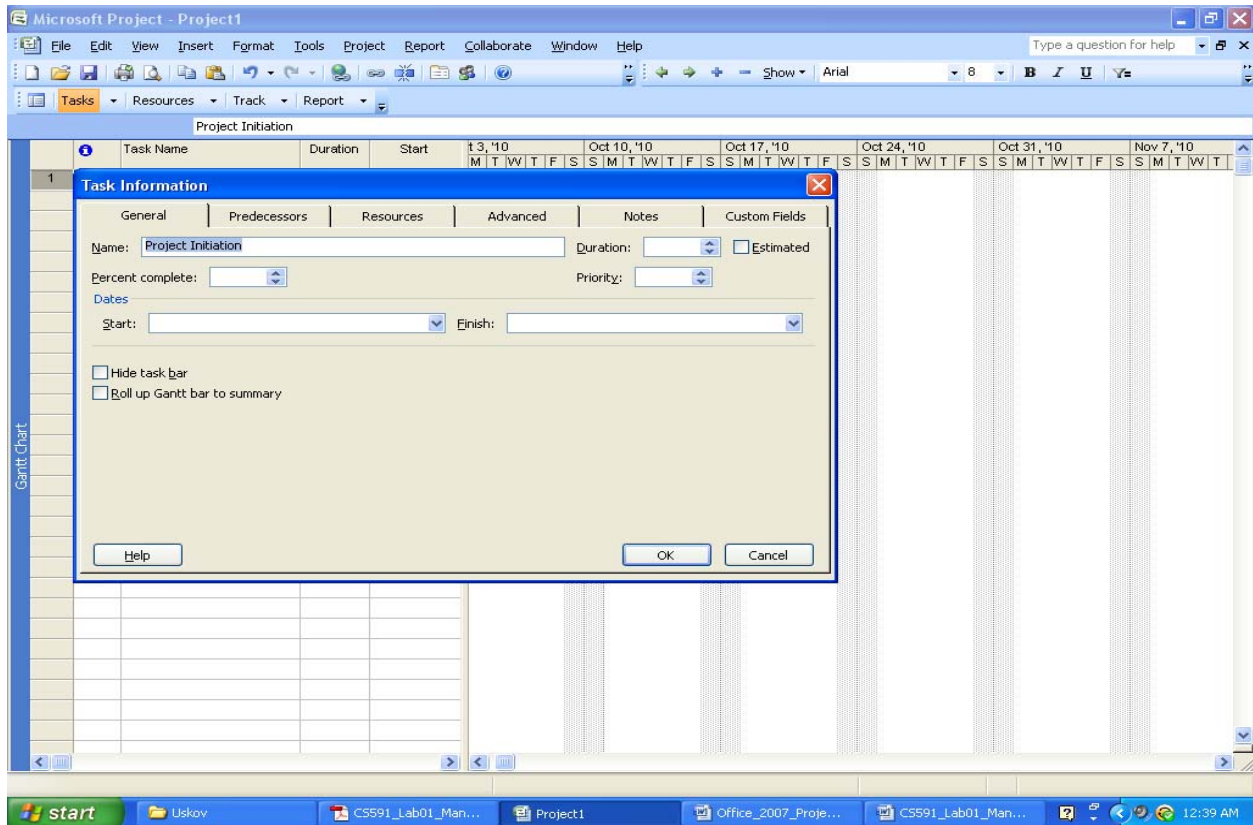 Microsoft Project - Project1
File Edit View Insert Format Tools Project Report Collaborate Window Help Type a question for help
Show Arial 8 B I U
Tasks Resources Track Report
Project Initiation
Task Name Duration Start t 3, '10 Oct 10, '10 Oct 17, '10 Oct 24, '10 Oct 31, '10 Nov 7, '10
M T W T F S S M T W T F S S M T W T F S S M T W T F S S M T W T F S S M T W T
1
Task Information
General Predecessors Resources Advanced Notes Custom Fields
Name: Project Initiation Duration: Estimated
Percent complete: Priority:
Dates
Start: Finish:
Hide task bar
Roll up Gantt bar to summary
Gantt Chart
Help OK Cancel
start Uskov CS591_Lab01_Man... Project1 Office_2007_Proje... CS591_Lab01_Man... 12:39 AM